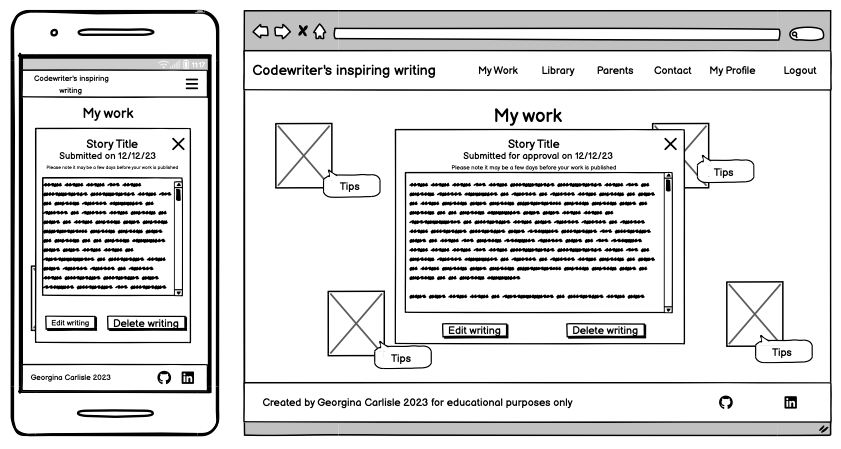 11:17
Codewriter's inspiring
writing
My work
Story Title
Submitted on 12/12/23
Please note it may be a few days before your work is published
Edit writing
Delete writing
Georgina Carlisle 2023
in
Codewriter's inspiring writing
My Work
Library
Parents
Contact
My Profile
Logout
My work
Story Title
Submitted for approval on 12/12/23
Please note it may be a few days before your work is published
Tips
Tips
Edit writing
Delete writing
Tips
Tips
Created by Georgina Carlisle 2023 for educational purposes only
in